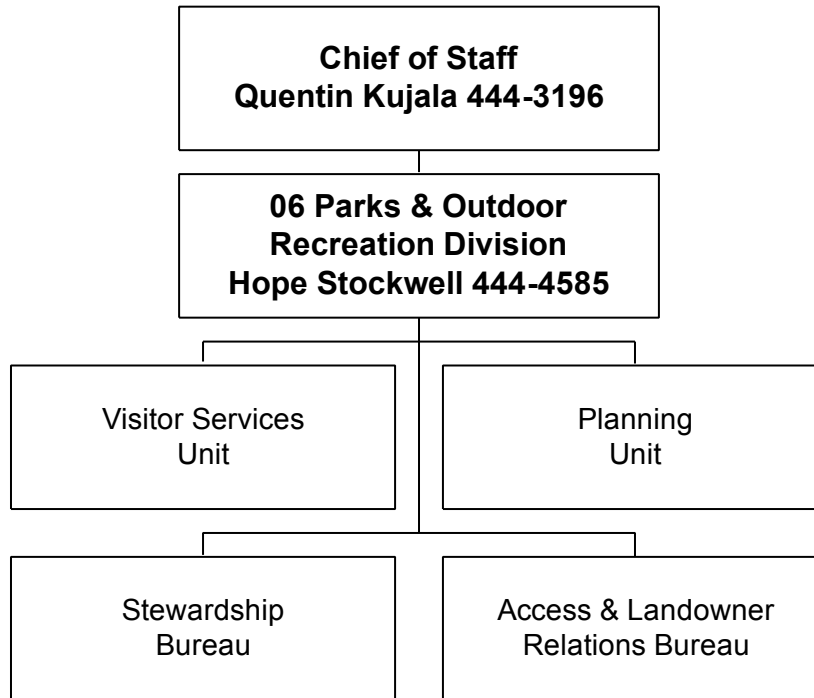 Chief of Staff
Quentin Kujala 444-3196
06 Parks & Outdoor
Recreation Division
Hope Stockwell 444-4585
Visitor Services
Unit
Planning
Unit
Stewardship
Bureau
Access & Landowner
Relations Bureau